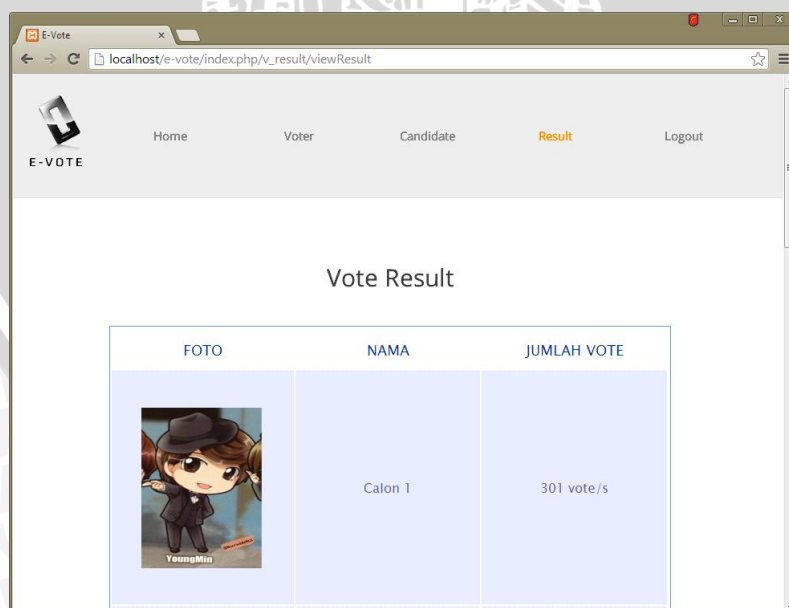 E-Vote
localhost/e-vote/index.php/v_result/viewResult
E-VOTE
Home Voter Candidate Result Logout
Vote Result
FOTO NAMA JUMLAH VOTE
Calon 1 301 vote/s
YoungMin